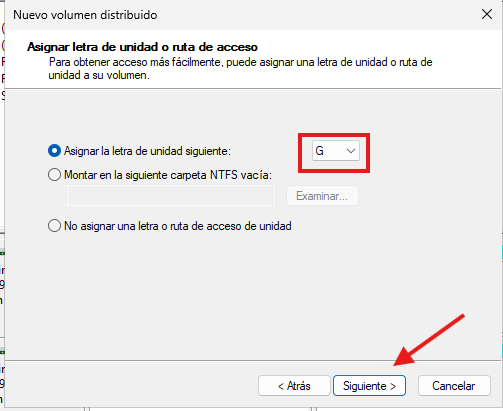 Nuevo volumen distribuido
Asignar letra de unidad o ruta de acceso
Para obtener acceso más fácilmente, puede asignar una letra de unidad o ruta de
unidad a su volumen.
Asignar la letra de unidad siguiente:
G
Montar en la siguiente carpeta NTFS vacía:
Examinar...
No asignar una letra o ruta de acceso de unidad
< Atrás
Siguiente >
Cancelar